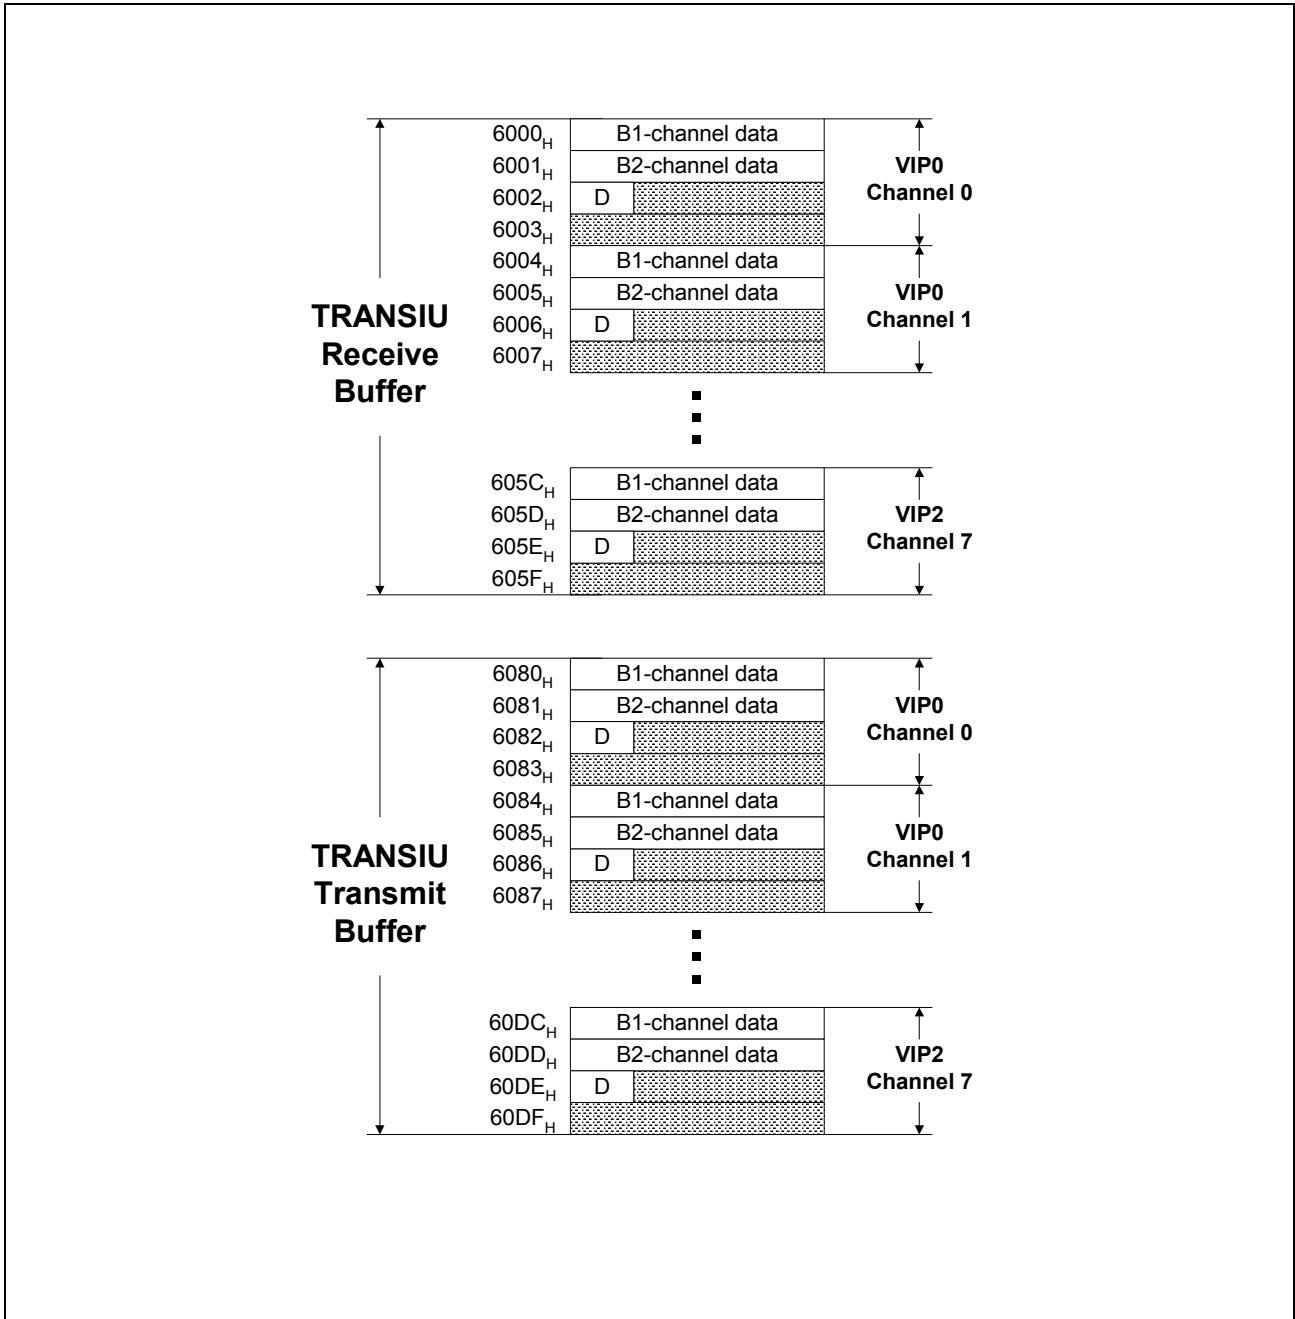 TRANSIU
Receive
Buffer
6000H B1-channel data
6001H B2-channel data
6002H D
6003H
VIP0
Channel 0
6004H B1-channel data
6005H B2-channel data
6006H D
6007H
VIP0
Channel 1
605CH B1-channel data
605DH B2-channel data
605EH D
605FH
VIP2
Channel 7
TRANSIU
Transmit
Buffer
6080H B1-channel data
6081H B2-channel data
6082H D
6083H
VIP0
Channel 0
6084H B1-channel data
6085H B2-channel data
6086H D
6087H
VIP0
Channel 1
60DCH B1-channel data
60DDH B2-channel data
60DEH D
60DFH
VIP2
Channel 7